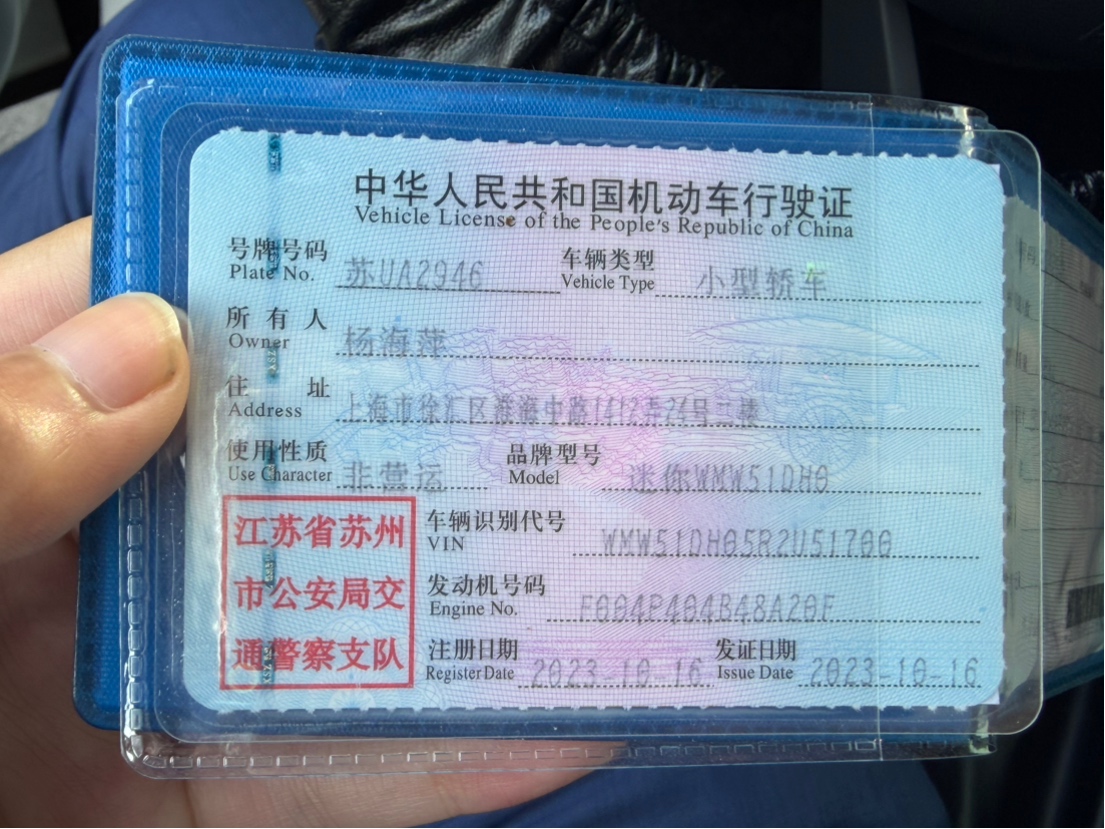 中华人民共和国机动车行驶证
Vehicle License of the People's Republic of China
号牌号码 苏UA2946 车辆类型 小型轿车
Plate No. Vehicle Type
所有人 杨海萍
Owner
住址 上海市徐汇区淮海中路1412弄24号三楼
Address
使用性质 非营运 品牌型号 迷你WMW51DH0
Use Character Model
江苏省苏州
市公安局交
通警察支队
车辆识别代号 WMW51DH05R2U51700
VIN
发动机号码 F004P404B48A20F
Engine No.
注册日期 2023-10-16 发证日期 2023-10-16
Register Date Issue Date